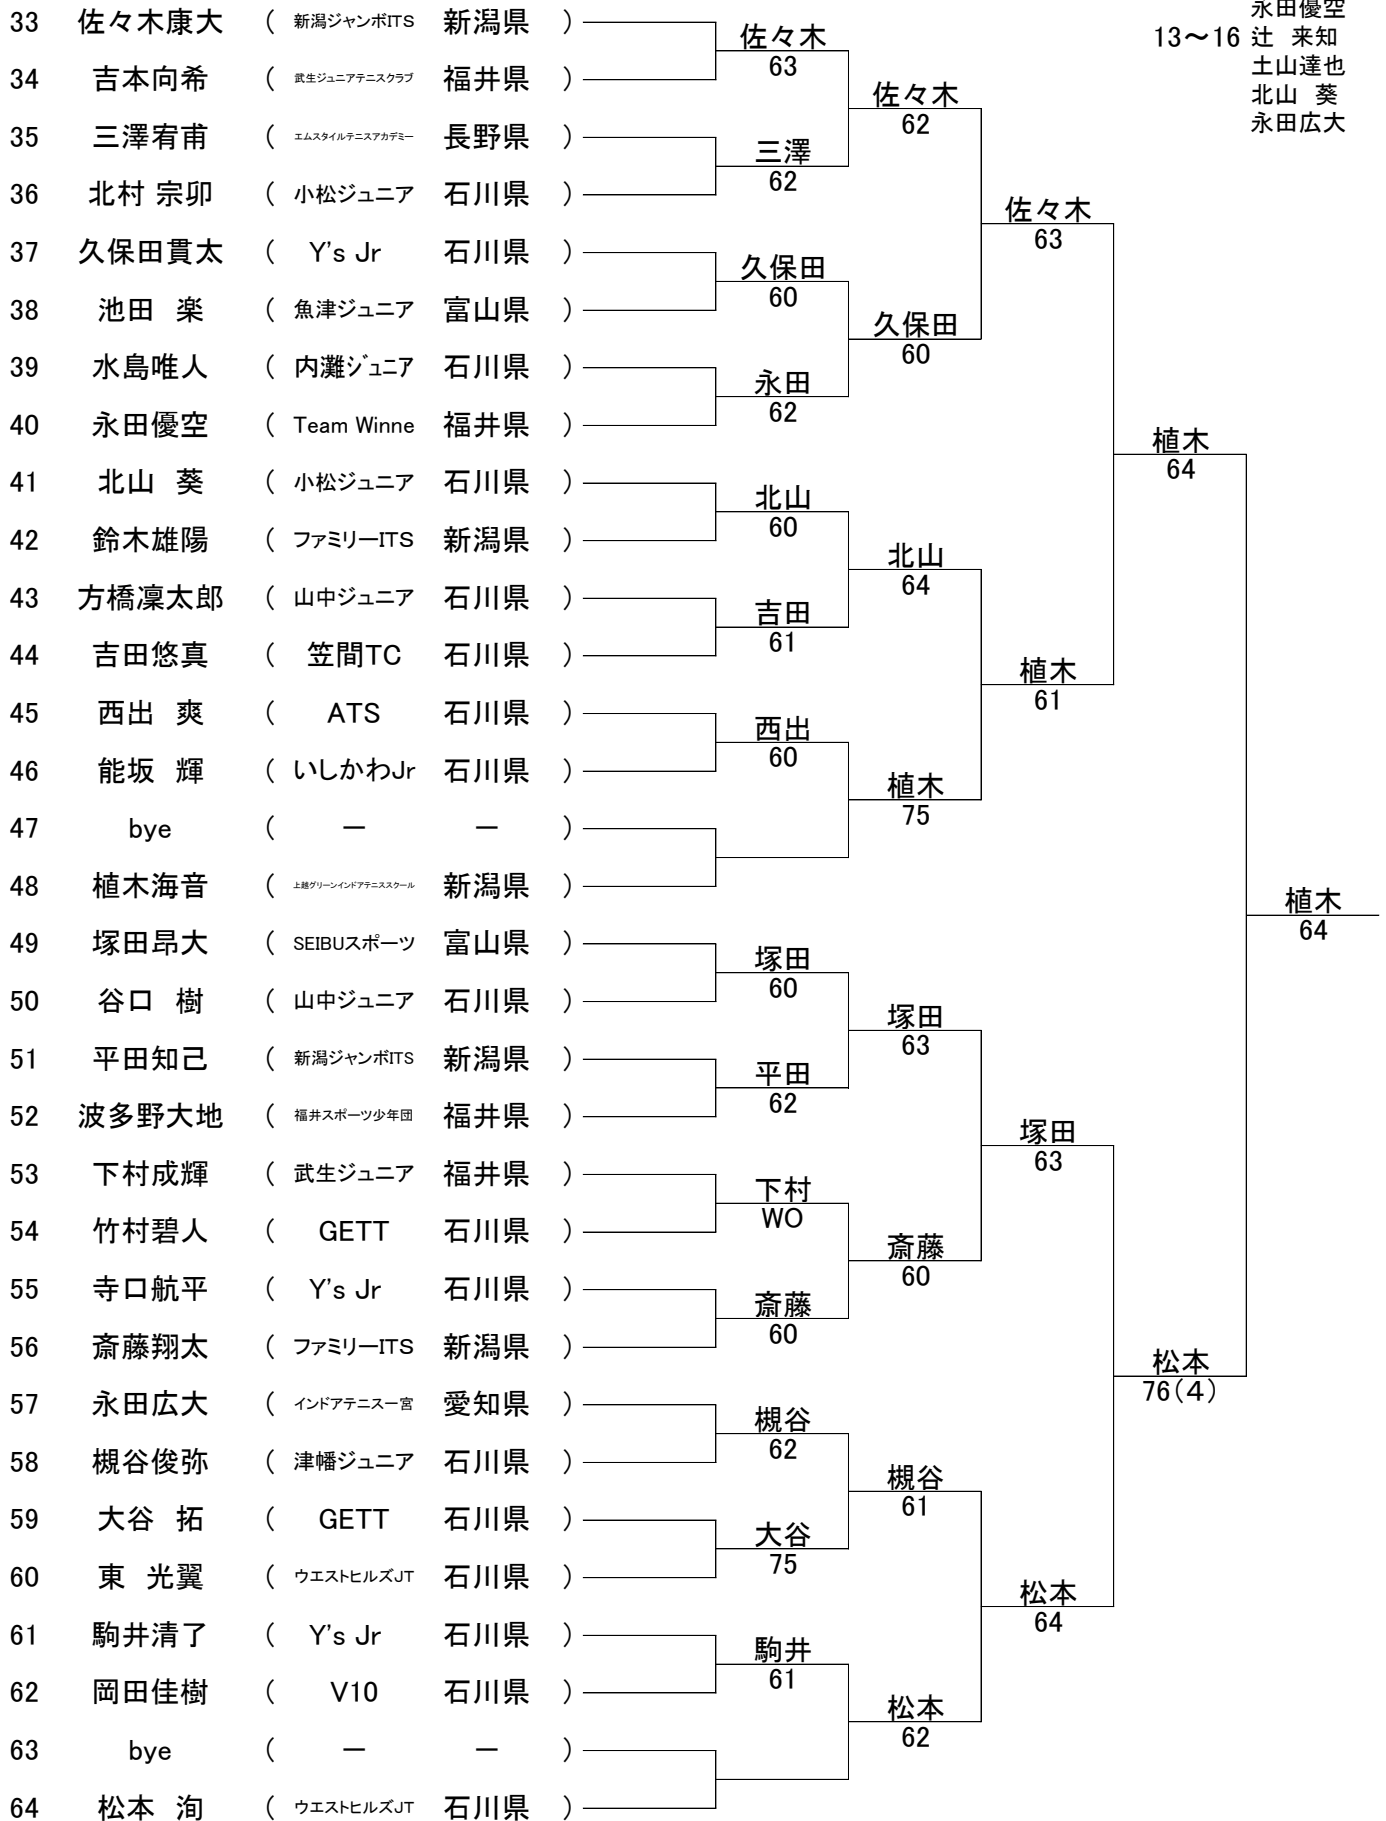 永田優空
13～16 辻 来知
土山達也
北山 葵
永田広大
33 佐々木康大 ( 新潟ジャンボITS 新潟県 )
34 吉本向希 ( 武生ジュニアテニスクラブ 福井県 )
35 三澤宥甫 ( エムスタイルテニスアカデミー 長野県 )
36 北村 宗卯 ( 小松ジュニア 石川県 )
37 久保田貫太 ( Y's Jr 石川県 )
38 池田 楽 ( 魚津ジュニア 富山県 )
39 水島唯人 ( 内灘ジュニア 石川県 )
40 永田優空 ( Team Winne 福井県 )
41 北山 葵 ( 小松ジュニア 石川県 )
42 鈴木雄陽 ( ファミリーITS 新潟県 )
43 方橋凜太郎 ( 山中ジュニア 石川県 )
44 吉田悠真 ( 笠間TC 石川県 )
45 西出 爽 ( ATS 石川県 )
46 能坂 輝 ( いしかわJr 石川県 )
47 bye ( － － )
48 植木海音 ( 上越グリーンインドアテニススクール 新潟県 )
49 塚田昂大 ( SEIBUスポーツ 富山県 )
50 谷口 樹 ( 山中ジュニア 石川県 )
51 平田知己 ( 新潟ジャンボITS 新潟県 )
52 波多野大地 ( 福井スポーツ少年団 福井県 )
53 下村成輝 ( 武生ジュニア 福井県 )
54 竹村碧人 ( GETT 石川県 )
55 寺口航平 ( Y's Jr 石川県 )
56 斎藤翔太 ( ファミリーITS 新潟県 )
57 永田広大 ( インドアテニス一宮 愛知県 )
58 槻谷俊弥 ( 津幡ジュニア 石川県 )
59 大谷 拓 ( GETT 石川県 )
60 東 光翼 ( ウエストヒルズJT 石川県 )
61 駒井清了 ( Y's Jr 石川県 )
62 岡田佳樹 ( V10 石川県 )
63 bye ( － － )
64 松本 洵 ( ウエストヒルズJT 石川県 )
佐々木
63
三澤
62
久保田
60
永田
62
北山
60
吉田
61
西出
60
塚田
60
平田
62
下村
WO
斎藤
60
槻谷
62
大谷
75
駒井
61
佐々木
62
久保田
60
北山
64
植木
75
塚田
63
斎藤
60
槻谷
61
松本
62
佐々木
63
植木
61
塚田
63
松本
64
植木
64
松本
76(4)
植木
64